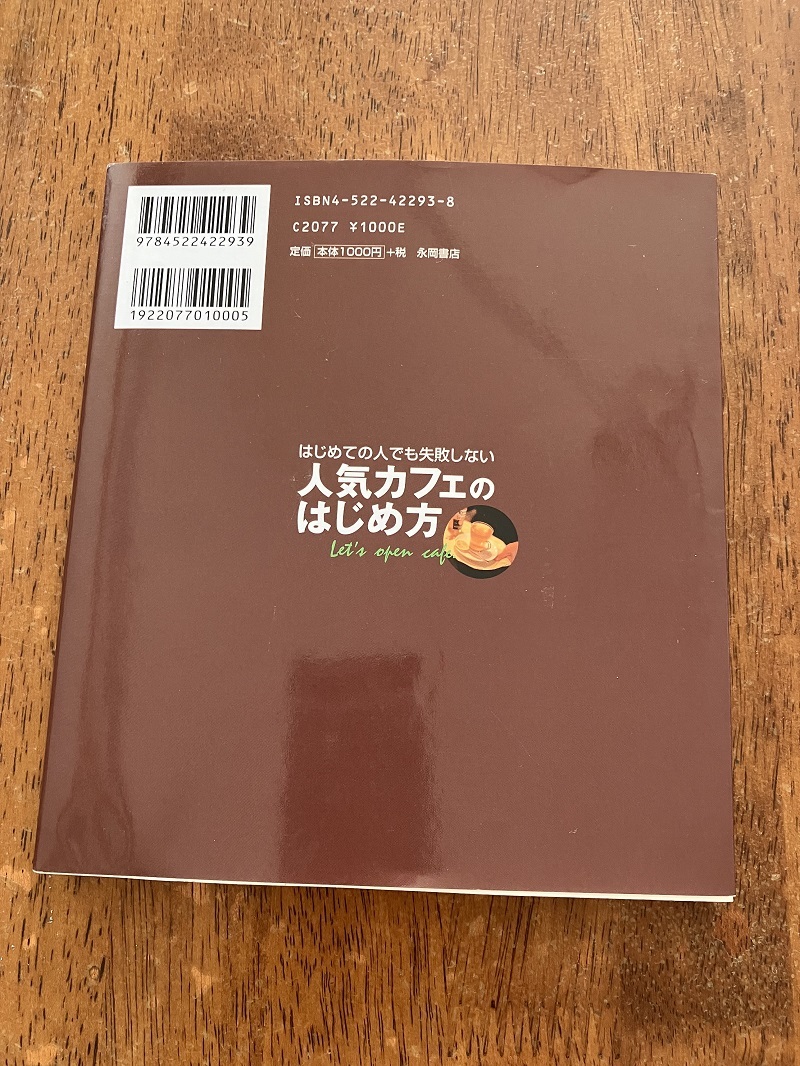 ISBN4-522-42293-8
C2077 ¥1000E
定価 本体1000円 +税 永岡書店
9784522422939
1922077010005
はじめての人でも失敗しない
人気カフェの
はじめ方
Let's open cafe